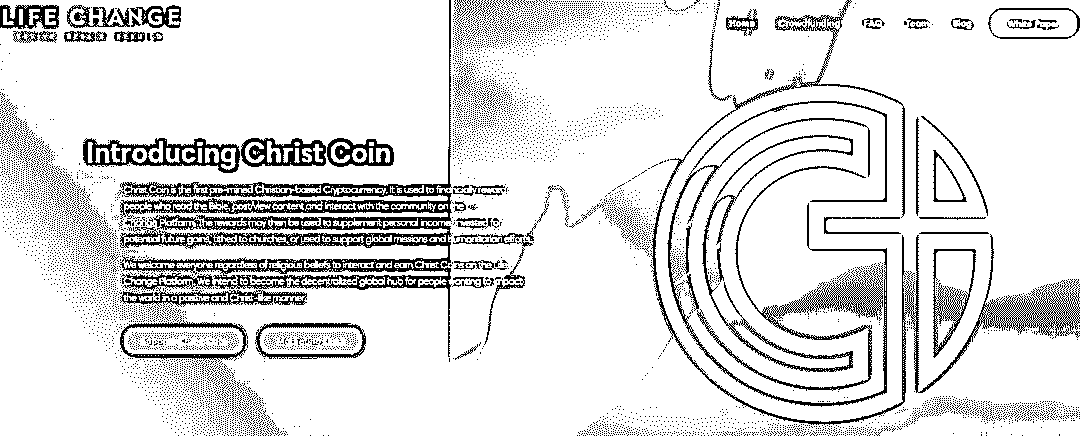 LIFE CHANGE
Home Crowdfunding FAQ Team Blog White Paper
Introducing Christ Coin
Christ Coin is the first pre-mined Christian-based Cryptocurrency, it is used to financially reward
people who read the Bible, post/view content, and interact with the community on the
Change Platform. The rewards may then be used to supplement personal income, invested for
potential future gains, tithed to churches, or used to support global missions and humanitarian efforts.
We welcome everyone regardless of religious beliefs to interact and earn Christ Coins on the Life
Change Platform. We intend to become the decentralized global hub for people wanting to impact
the world in a positive and Christ-like manner.